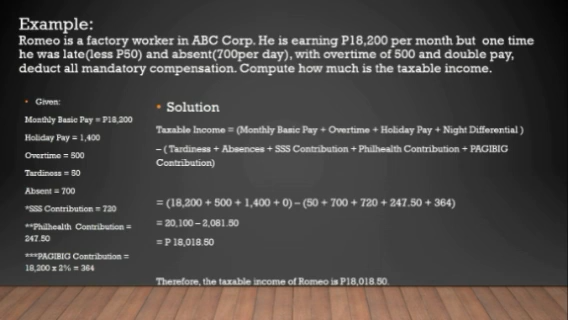 Example:
Romeo is a factory worker in ABC Corp. He is earning P18,200 per month but one time
he was late(less P50) and absent(700per day), with overtime of 500 and double pay,
deduct all mandatory compensation. Compute how much is the taxable income.
• Given:
Monthly Basic Pay = P18,200
Holiday Pay = 1,400
Overtime = 500
Tardiness = 50
Absent = 700
*SSS Contribution = 720
**Philhealth Contribution =
247.50
***PAGIBIG Contribution =
18,200 x 2% = 364
• Solution
Taxable Income = (Monthly Basic Pay + Overtime + Holiday Pay + Night Differential )
– ( Tardiness + Absences + SSS Contribution + Philhealth Contribution + PAGIBIG
Contribution)
= (18,200 + 500 + 1,400 + 0) – (50 + 700 + 720 + 247.50 + 364)
= 20,100 – 2,081.50
= P 18,018.50
Therefore, the taxable income of Romeo is P18,018.50.